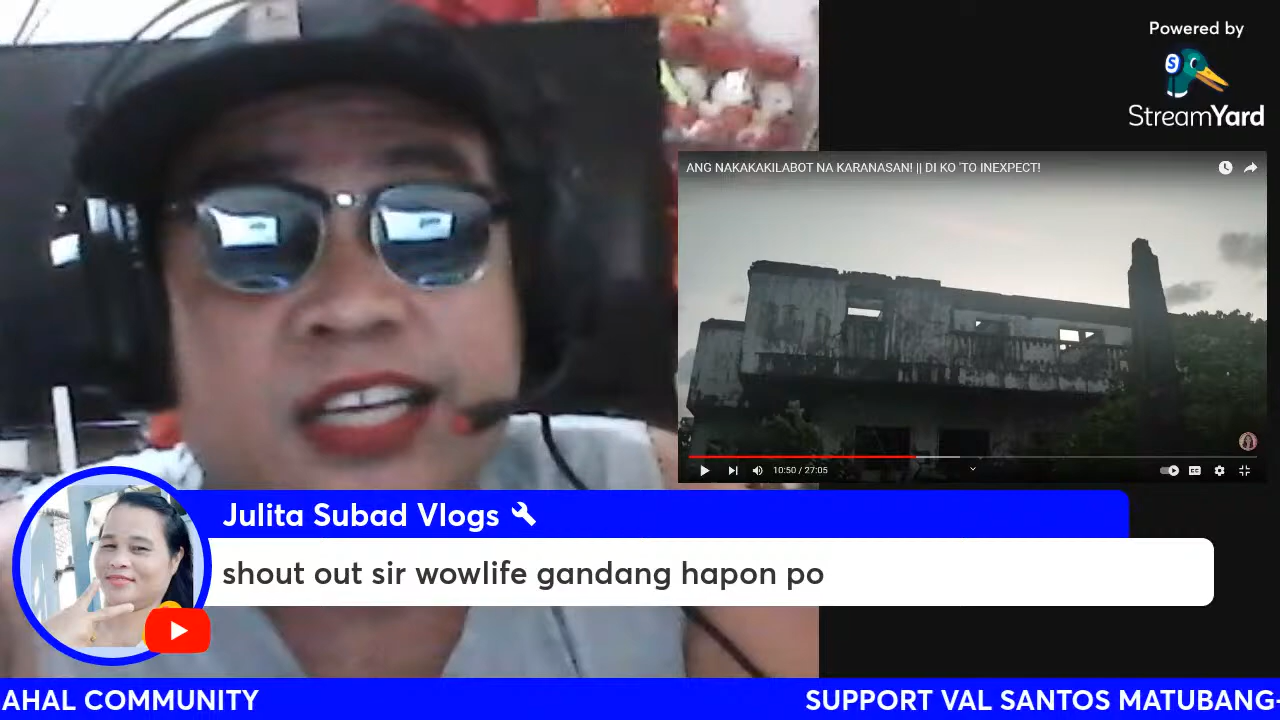 Powered by
StreamYard
ANG NAKAKAKILABOT NA KARANASAN! || DI KO 'TO INEXPECT!
10:50 / 27:05
Julita Subad Vlogs
shout out sir wowlife gandang hapon po
AHAL COMMUNITY
SUPPORT VAL SANTOS MATUBANG-